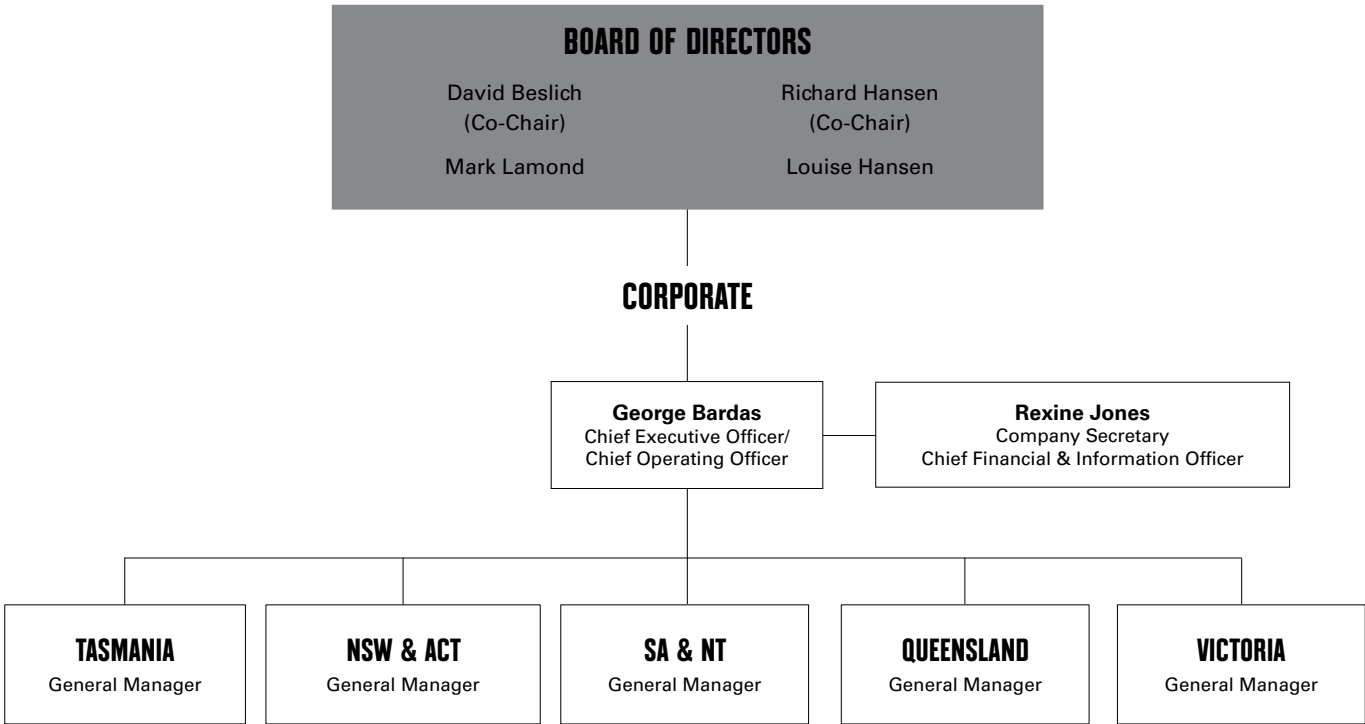 BOARD OF DIRECTORS
David Beslich
(Co-Chair)
Richard Hansen
(Co-Chair)
Mark Lamond
Louise Hansen
CORPORATE
George Bardas
Chief Executive Officer/
Chief Operating Officer
Rexine Jones
Company Secretary
Chief Financial & Information Officer
TASMANIA
General Manager
NSW & ACT
General Manager
SA & NT
General Manager
QUEENSLAND
General Manager
VICTORIA
General Manager